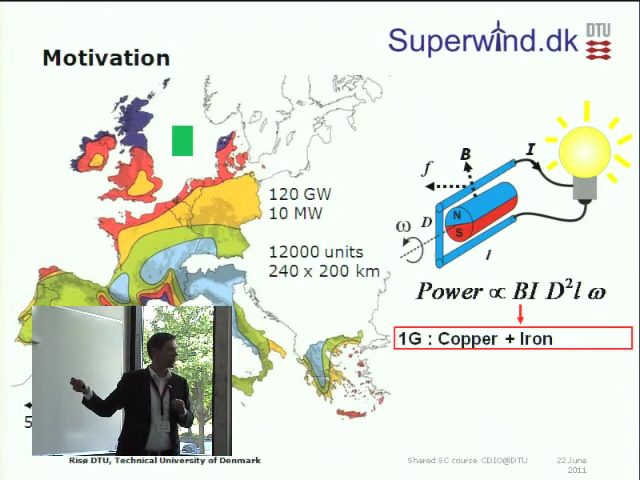 Superwind.dk
DTU
Motivation
120 GW
10 MW
12000 units
240 x 200 km
B
I
f
N
S
ω
D
l
Power ∝ BI D²l ω
1G : Copper + Iron
5
Risø DTU, Technical University of Denmark
Shared SC course CDIO@DTU
22 June
2011